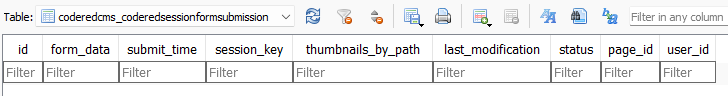 Table: coderedcms_coderedsessionformsubmission Filter in any column
id form_data submit_time session_key thumbnails_by_path last_modification status page_id user_id
Filter Filter Filter Filter Filter Filter Filter Filter Filter